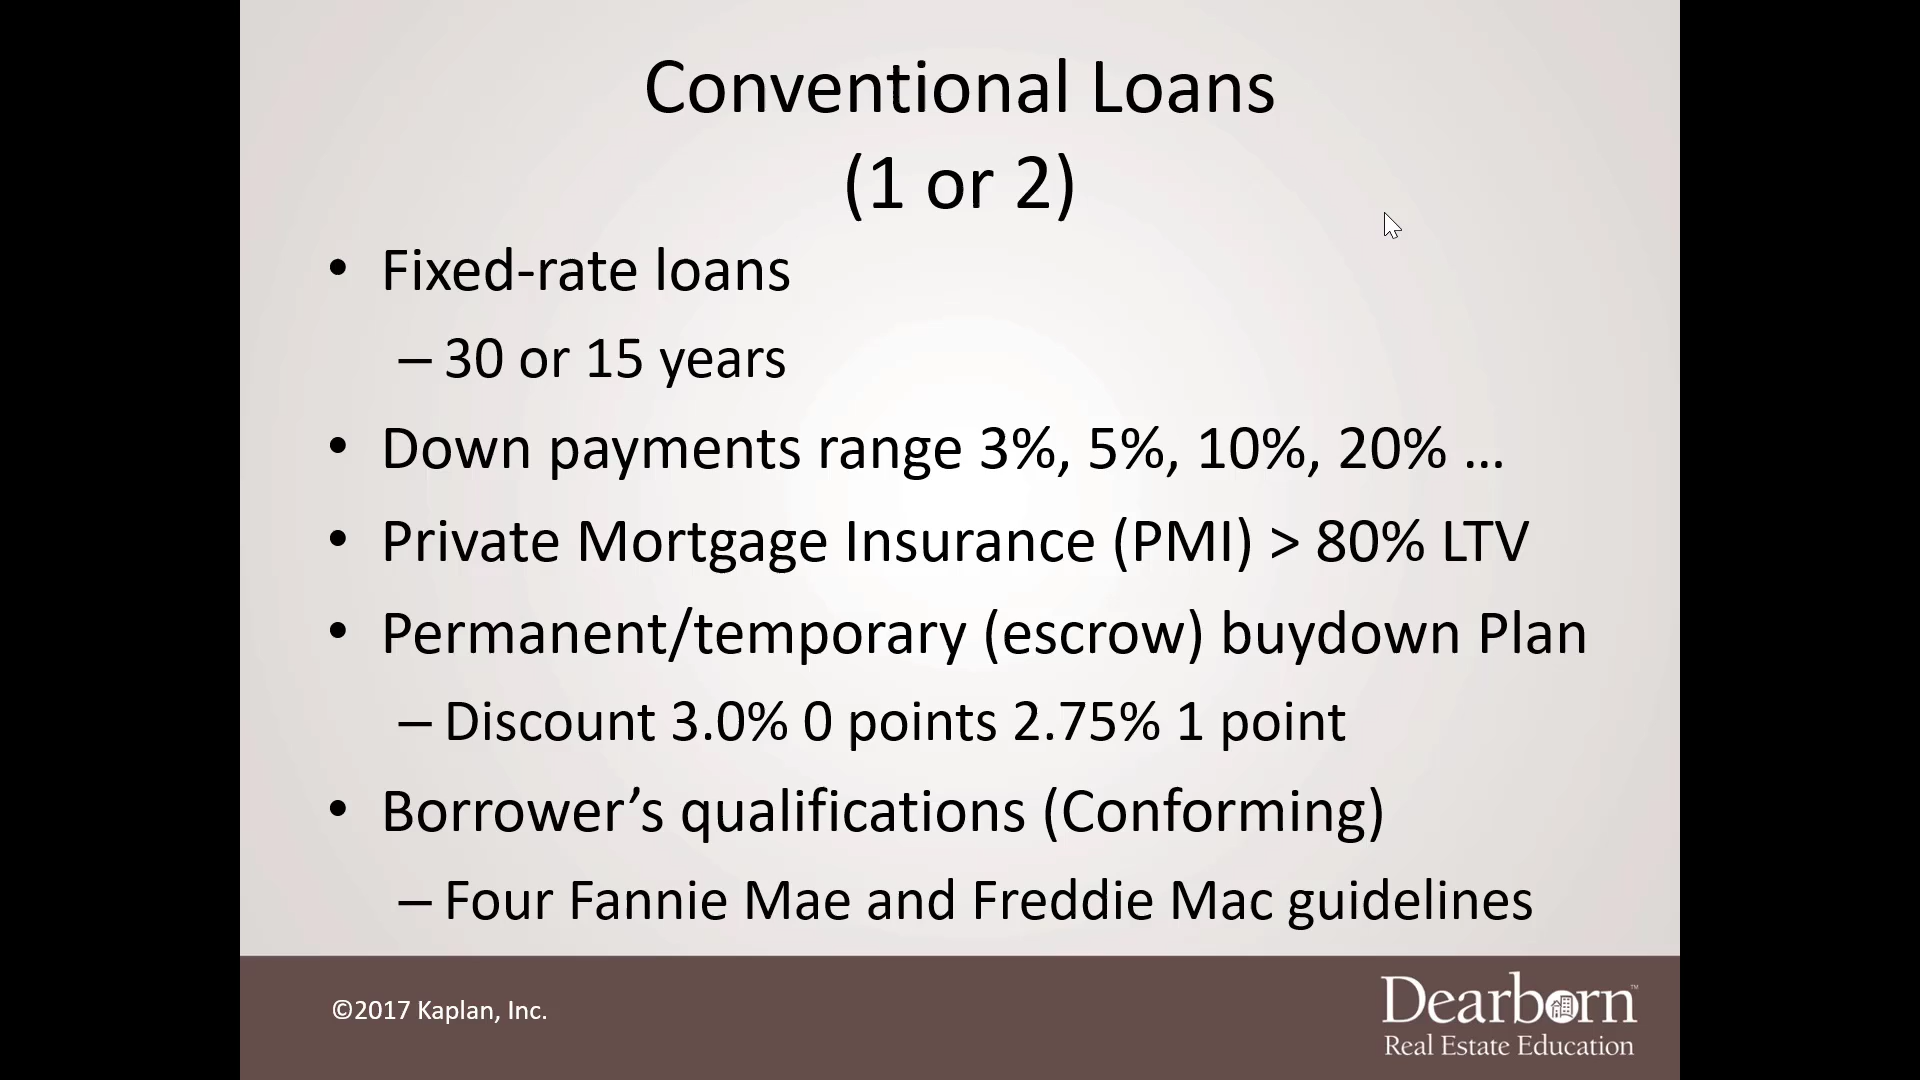 Conventional Loans
(1 or 2)
• Fixed-rate loans
– 30 or 15 years
• Down payments range 3%, 5%, 10%, 20% ...
• Private Mortgage Insurance (PMI) > 80% LTV
• Permanent/temporary (escrow) buydown Plan
– Discount 3.0% 0 points 2.75% 1 point
• Borrower’s qualifications (Conforming)
– Four Fannie Mae and Freddie Mac guidelines
©2017 Kaplan, Inc.
Dearborn™
Real Estate Education